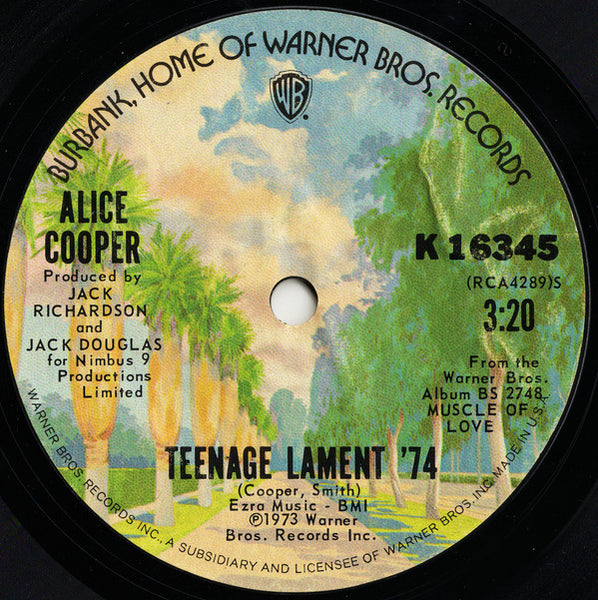 BURBANK, HOME OF WARNER BROS. RECORDS
WB
ALICE
COOPER
Produced by
JACK
RICHARDSON
and
JACK DOUGLAS
for Nimbus 9
Productions
Limited
K 16345
(RCA4289)S
3:20
From the
Warner Bros.
Album BS 2748
MUSCLE OF
LOVE
TEENAGE LAMENT '74
(Cooper, Smith)
Ezra Music - BMI
℗1973 Warner
Bros. Records Inc.
WARNER BROS. RECORDS INC., A SUBSIDIARY AND LICENSEE OF WARNER BROS. INC. MADE IN U.S.A.